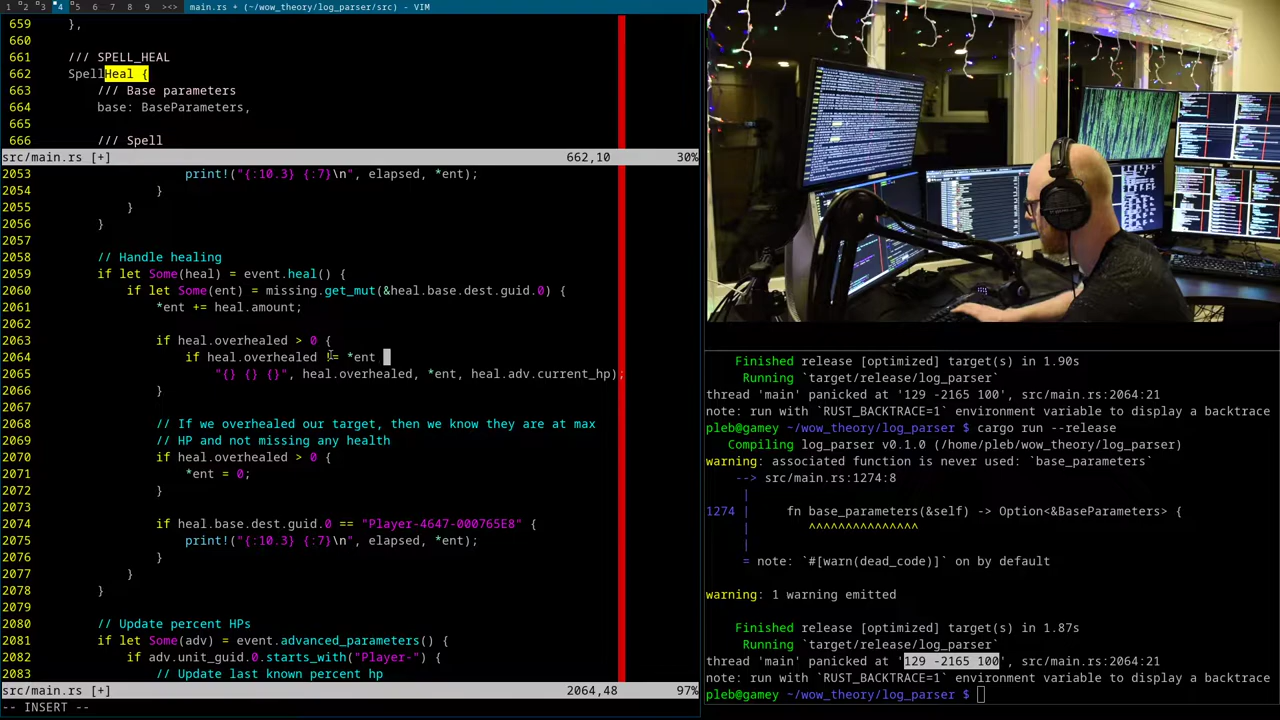 1 2 3 4 5 6 7 8 9 ><> main.rs + (~/wow_theory/log_parser/src) - VIM
659 },
660
661 /// SPELL_HEAL
662 SpellHeal {
663 /// Base parameters
664 base: BaseParameters,
665
666 /// Spell
src/main.rs [+] 662,10 30%
2053 print!("{:10.3} {:7}\n", elapsed, *ent);
2054 }
2055 }
2056 }
2057
2058 // Handle healing
2059 if let Some(heal) = event.heal() {
2060 if let Some(ent) = missing.get_mut(&heal.base.dest.guid.0) {
2061 *ent += heal.amount;
2062
2063 if heal.overhealed > 0 {
2064 if heal.overhealed != *ent
2065 "{} {} {}", heal.overhealed, *ent, heal.adv.current_hp);
2066 }
2067
2068 // If we overhealed our target, then we know they are at max
2069 // HP and not missing any health
2070 if heal.overhealed > 0 {
2071 *ent = 0;
2072 }
2073
2074 if heal.base.dest.guid.0 == "Player-4647-000765E8" {
2075 print!("{:10.3} {:7}\n", elapsed, *ent);
2076 }
2077 }
2078 }
2079
2080 // Update percent HPs
2081 if let Some(adv) = event.advanced_parameters() {
2082 if adv.unit_guid.0.starts_with("Player-") {
2083 // Update last known percent hp
src/main.rs [+] 2064,48 97%
-- INSERT --
Finished release [optimized] target(s) in 1.90s
Running `target/release/log_parser`
thread 'main' panicked at '129 -2165 100', src/main.rs:2064:21
note: run with `RUST_BACKTRACE=1` environment variable to display a backtrace
pleb@gamey ~/wow_theory/log_parser $ cargo run --release
Compiling log_parser v0.1.0 (/home/pleb/wow_theory/log_parser)
warning: associated function is never used: `base_parameters`
--> src/main.rs:1274:8
|
1274 | fn base_parameters(&self) -> Option<&BaseParameters> {
| ^^^^^^^^^^^^^^^
|
= note: `#[warn(dead_code)]` on by default
warning: 1 warning emitted
Finished release [optimized] target(s) in 1.87s
Running `target/release/log_parser`
thread 'main' panicked at '129 -2165 100', src/main.rs:2064:21
note: run with `RUST_BACKTRACE=1` environment variable to display a backtrace
pleb@gamey ~/wow_theory/log_parser $